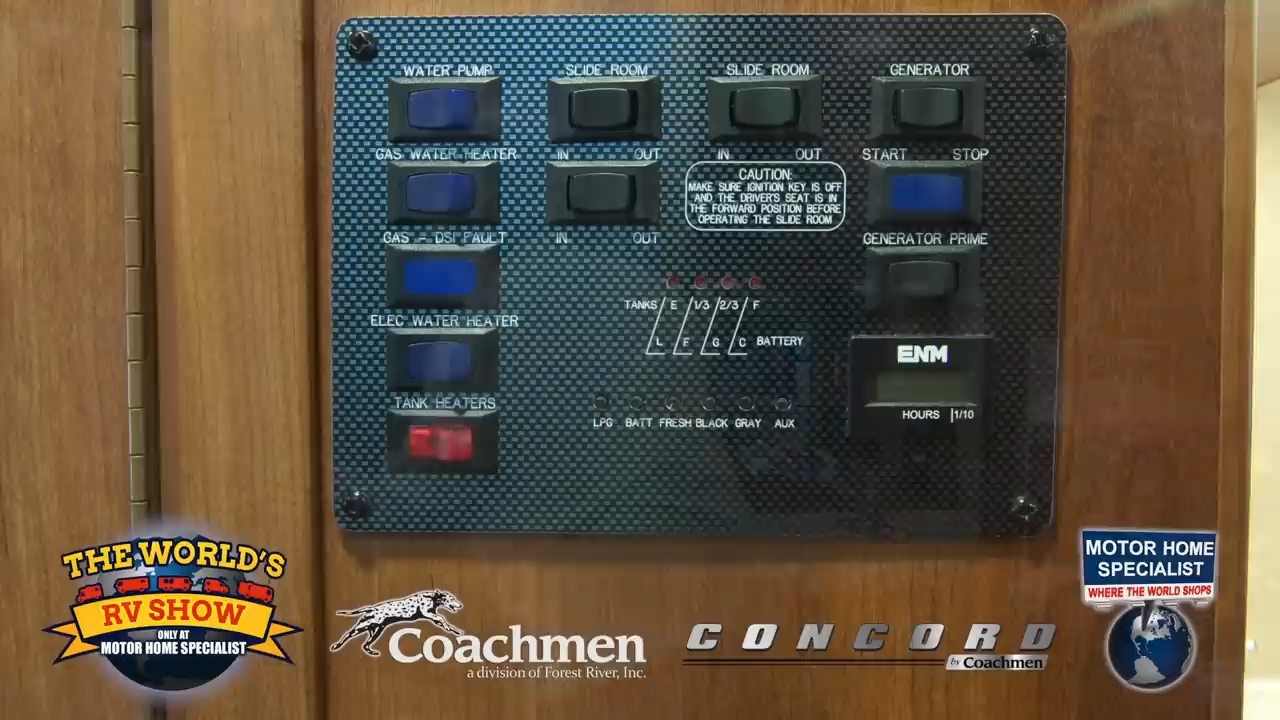 WATER PUMP
SLIDE ROOM
SLIDE ROOM
GENERATOR
GAS WATER HEATER
IN OUT
IN OUT
START STOP
CAUTION:
MAKE SURE IGNITION KEY IS OFF
AND THE DRIVER'S SEAT IS IN
THE FORWARD POSITION BEFORE
OPERATING THE SLIDE ROOM
GAS - DSI FAULT
IN OUT
GENERATOR PRIME
TANKS E 1/3 2/3 F
ELEC WATER HEATER
L F G C BATTERY
ENM
TANK HEATERS
HOURS 1/10
LPG BATT FRESH BLACK GRAY AUX
THE WORLD'S
RV SHOW
ONLY AT
MOTOR HOME SPECIALIST
Coachmen
a division of Forest River, Inc.
CONCORD
by Coachmen
MOTOR HOME
SPECIALIST
WHERE THE WORLD SHOPS